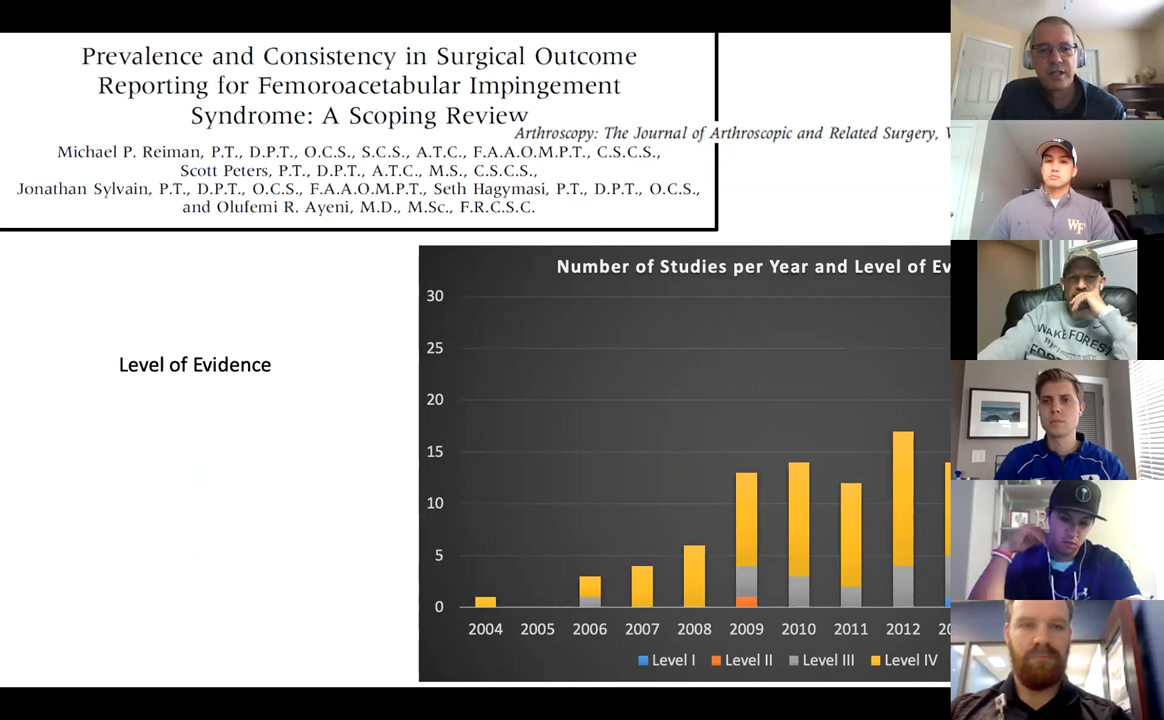 Prevalence and Consistency in Surgical Outcome
Reporting for Femoroacetabular Impingement
Syndrome: A Scoping Review
Arthroscopy: The Journal of Arthroscopic and Related Surgery,
Michael P. Reiman, P.T., D.P.T., O.C.S., S.C.S., A.T.C., F.A.A.O.M.P.T., C.S.C.S.,
Scott Peters, P.T., D.P.T., A.T.C., M.S., C.S.C.S.,
Jonathan Sylvain, P.T., D.P.T., O.C.S., F.A.A.O.M.P.T., Seth Hagymasi, P.T., D.P.T., O.C.S.,
and Olufemi R. Ayeni, M.D., M.Sc., F.R.C.S.C.
Level of Evidence
Number of Studies per Year and Level of Ev
30
25
20
15
10
5
0
2004 2005 2006 2007 2008 2009 2010 2011 2012 20
Level I Level II Level III Level IV
WF
WAKE FOREST